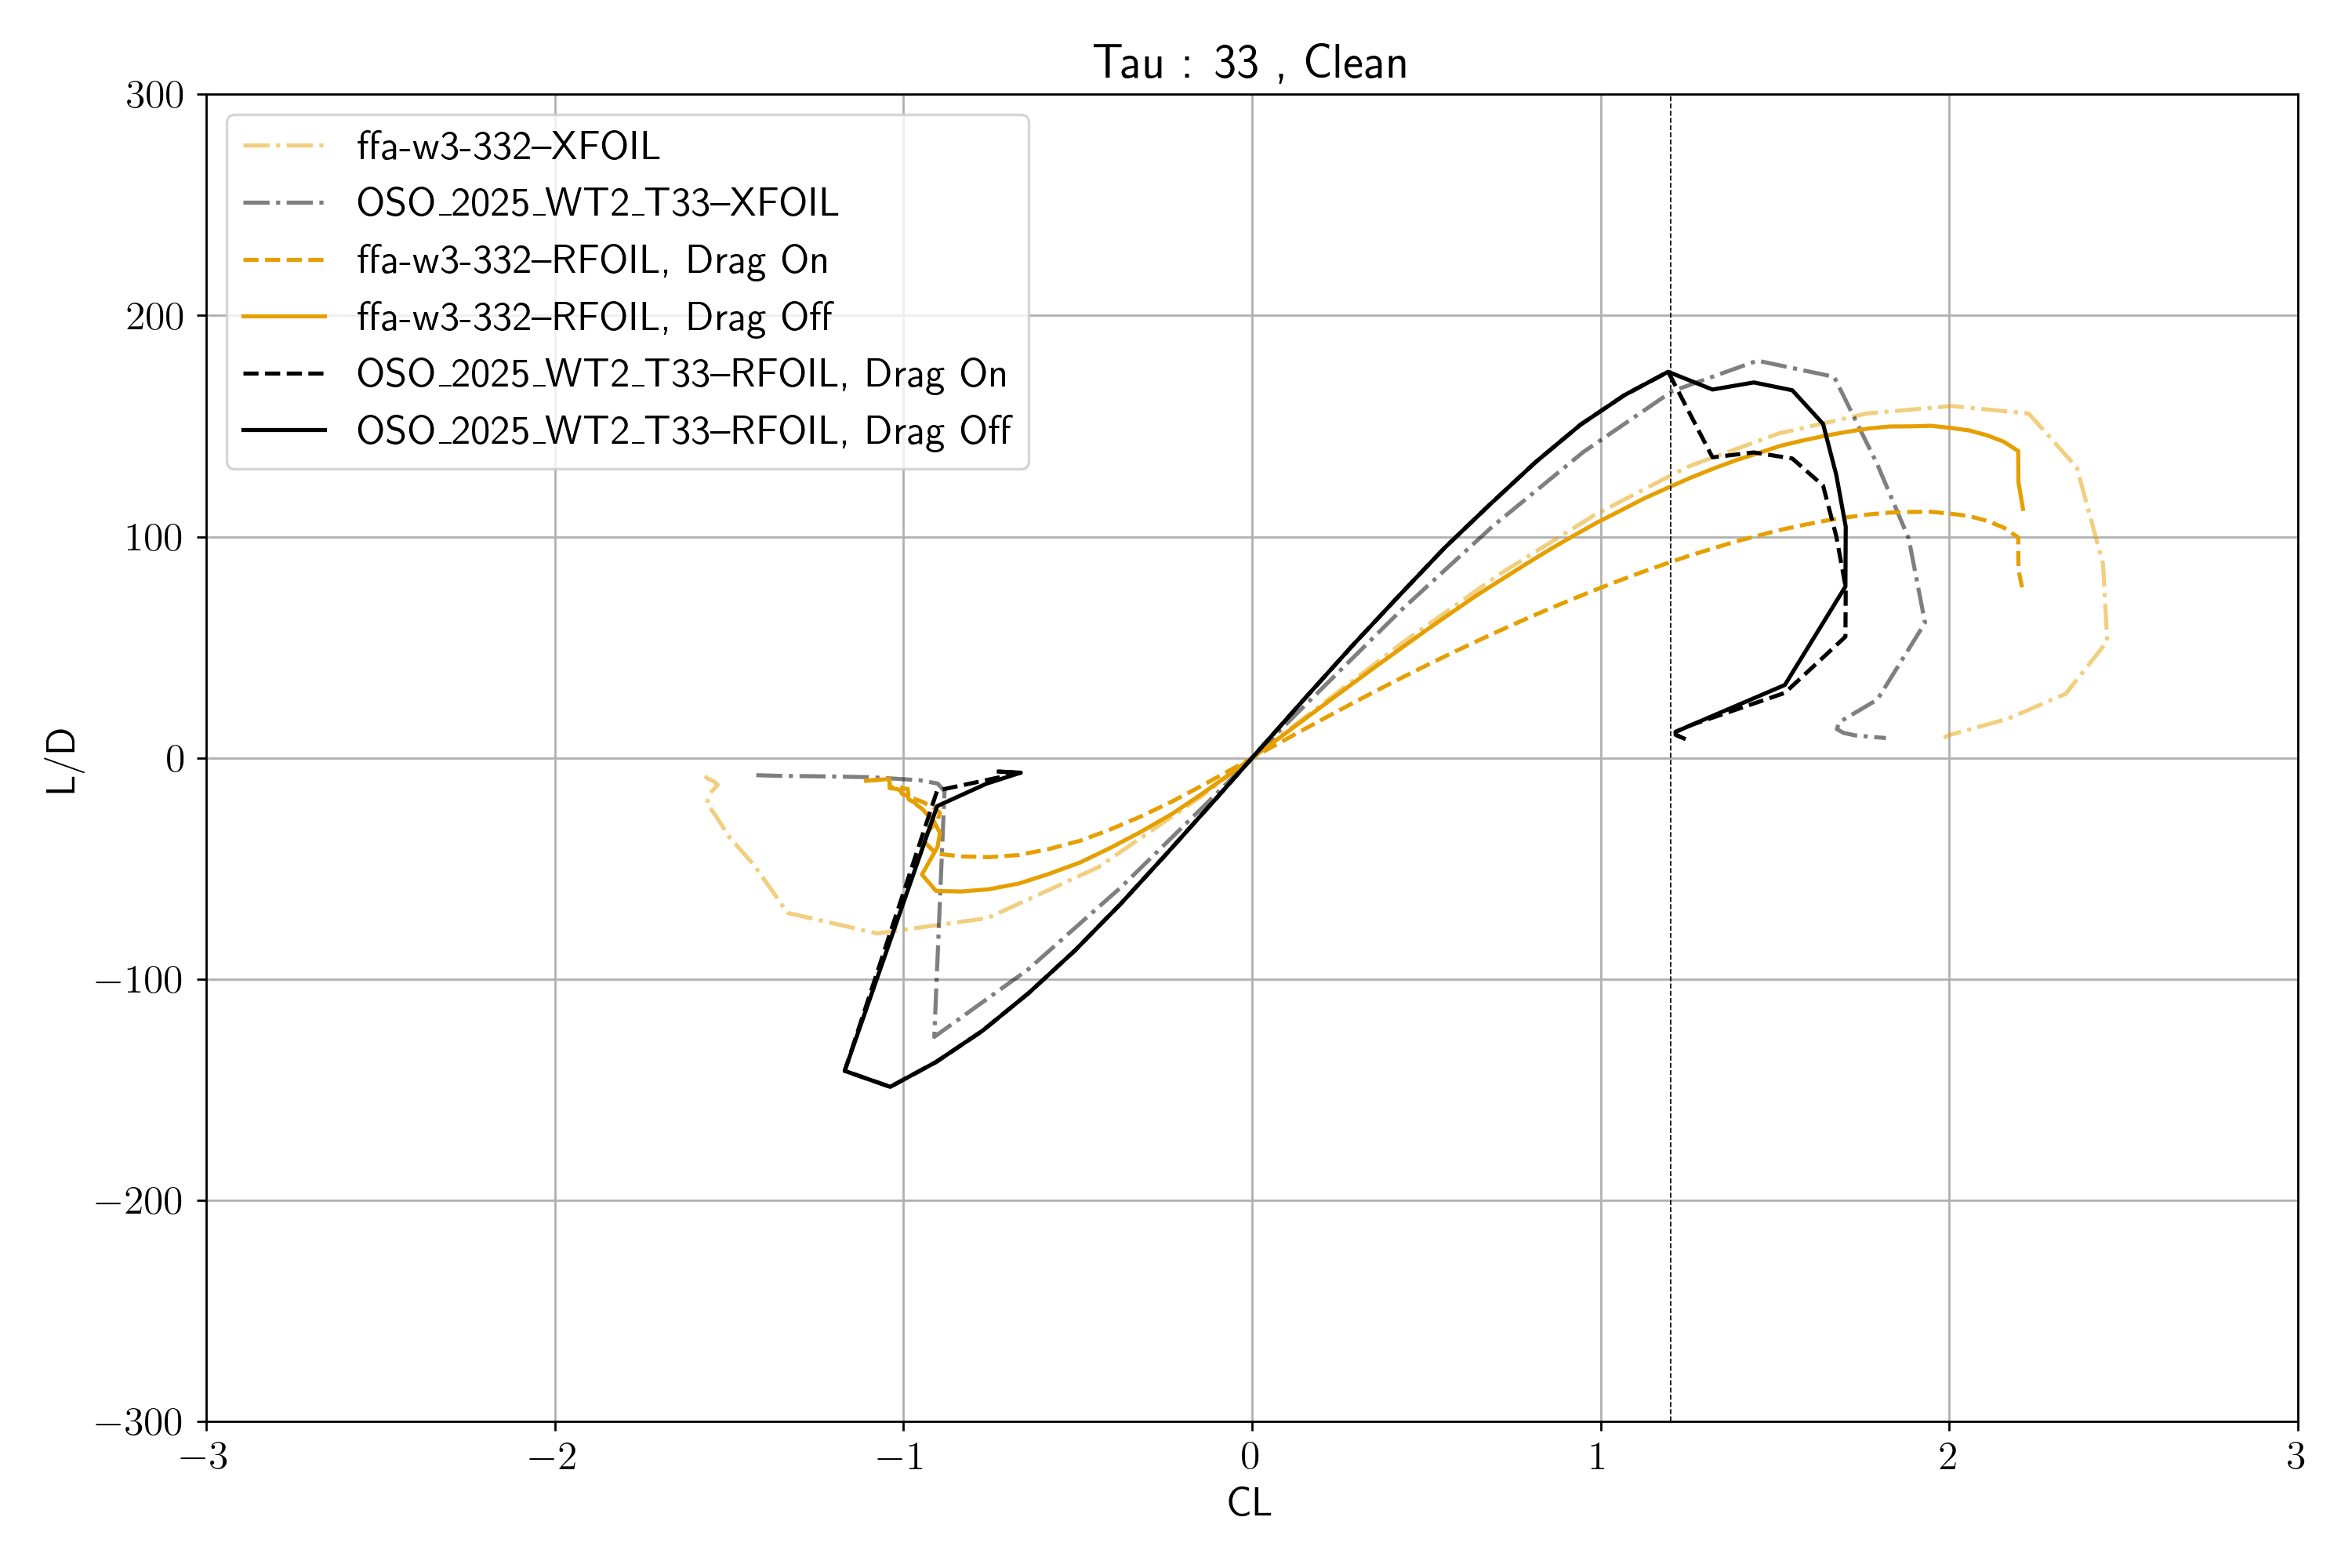 Tau : 33 , Clean
300
200
100
0
−100
−200
−300
L/D
ffa-w3-332–XFOIL
OSO_2025_WT2_T33–XFOIL
ffa-w3-332–RFOIL, Drag On
ffa-w3-332–RFOIL, Drag Off
OSO_2025_WT2_T33–RFOIL, Drag On
OSO_2025_WT2_T33–RFOIL, Drag Off
−3 −2 −1 0 1 2 3
CL